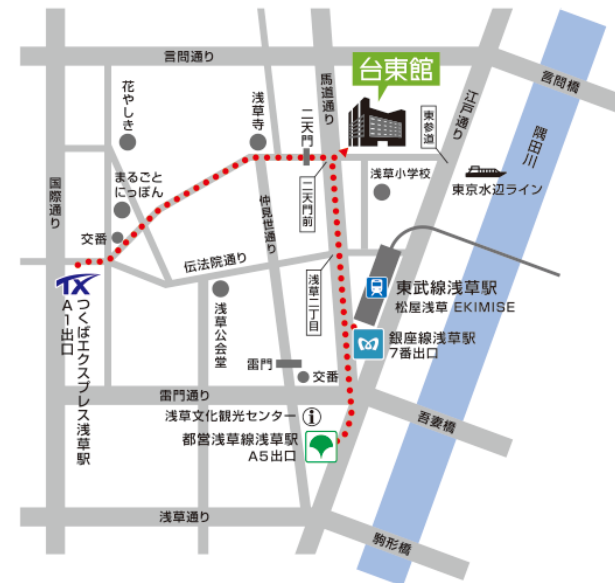 言問通り
台東館
花やしき
浅草寺
二天門
馬道通り
江戸通り
言問橋
東参道
隅田川
国際通り
まるごと
にっぽん
二天門前
浅草小学校
東京水辺ライン
交番
仲見世通り
伝法院通り
浅草二丁目
TX
A1出口
つくばエクスプレス浅草駅
浅草公会堂
東武線浅草駅
松屋浅草 EKIMISE
銀座線浅草駅
7番出口
雷門
交番
雷門通り
浅草文化観光センター
i
吾妻橋
都営浅草線浅草駅
A5出口
浅草通り
駒形橋